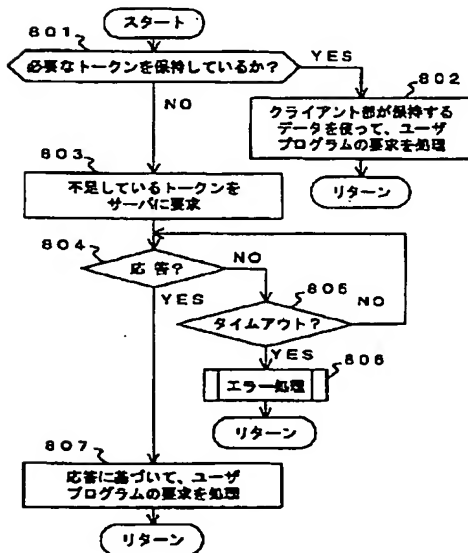 スタート
801
必要なトークンを保持しているか?
YES
802
クライアント部が保持する
データを使って、ユーザ
プログラムの要求を処理
リターン
NO
803
不足しているトークンを
サーバに要求
804
応答?
NO
YES
805
タイムアウト?
NO
YES
806
エラー処理
リターン
807
応答に基づいて、ユーザ
プログラムの要求を処理
リターン